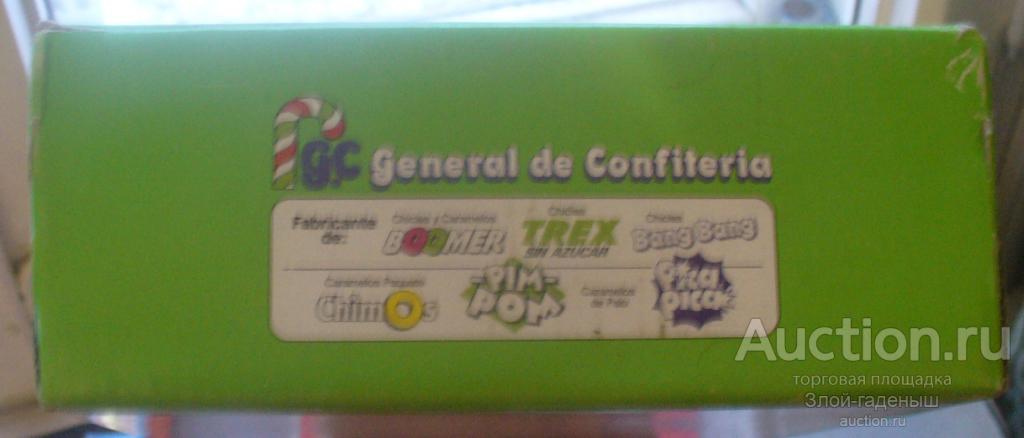 g.c General de Confiteria
Fabricante de:
Chicles y Caramelos
BOOMER
Chicles
TREX
SIN AZUCAR
Chicles
Bang Bang
Caramelos Paquete
Chimos
PIM-POM
Caramelos de Palo
PICA PICA
Auction.ru
торговая площадка
Злой-гаденыш
auction.ru